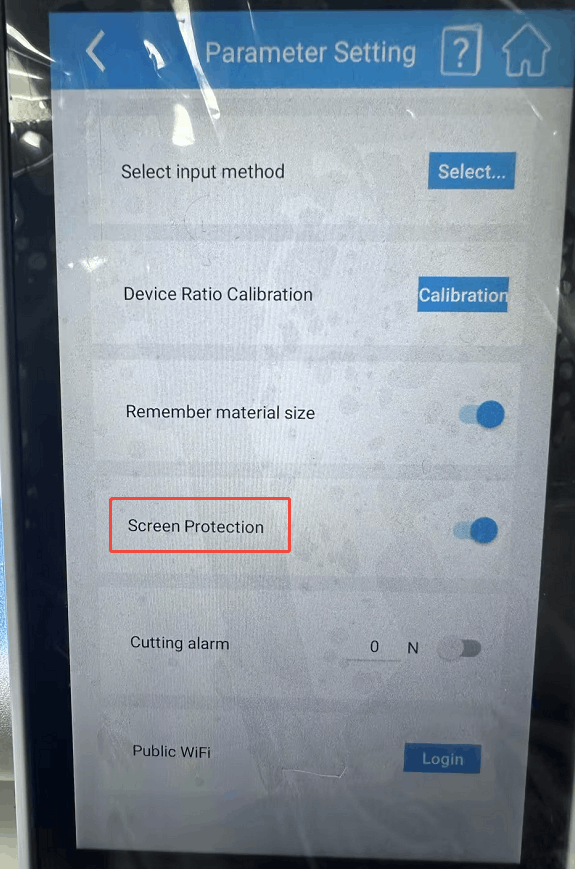 Parameter Setting ?
Select input method Select...
Device Ratio Calibration Calibration
Remember material size
Screen Protection
Cutting alarm 0 N
Public WiFi Login